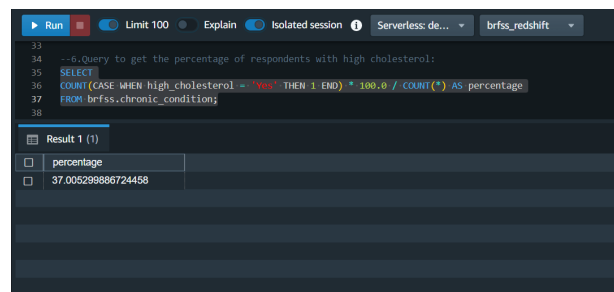 Run Limit 100 Explain Isolated session Serverless: de... brfss_redshift
33
34 --6.Query to get the percentage of respondents with high cholesterol:
35 SELECT
36 COUNT(CASE WHEN high_cholesterol = 'Yes' THEN 1 END) * 100.0 / COUNT(*) AS percentage
37 FROM brfss.chronic_condition;
38
Result 1 (1)
percentage
37.005299886724458